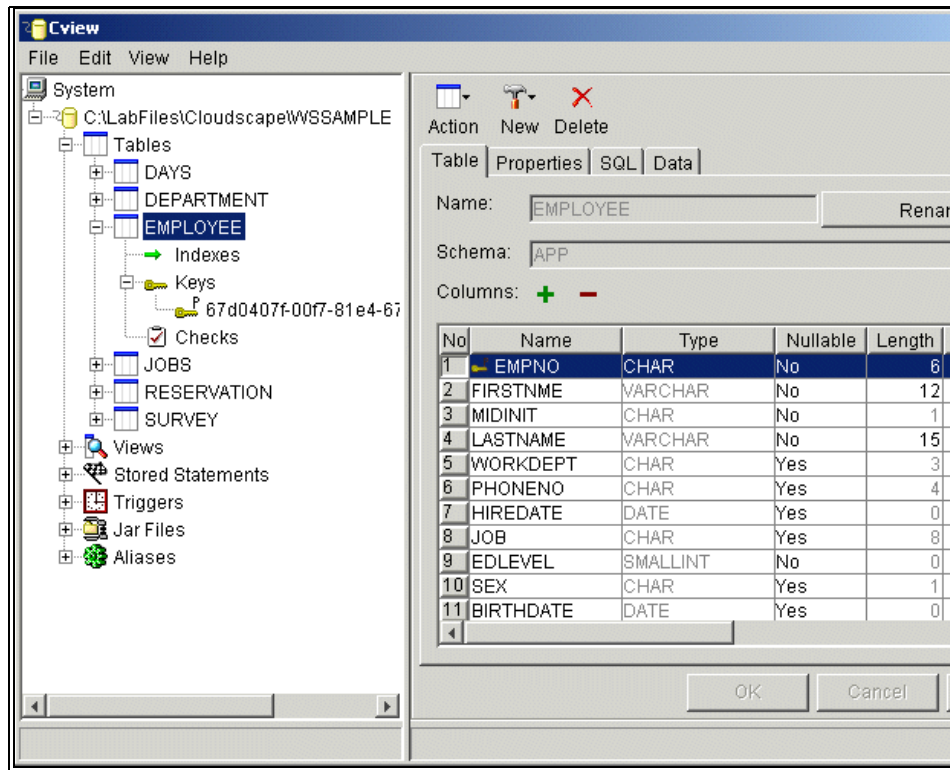 Cview
File Edit View Help
System
C:\LabFiles\Cloudscape\WSSAMPLE
Tables
DAYS
DEPARTMENT
EMPLOYEE
Indexes
Keys
67d0407f-00f7-81e4-67
Checks
JOBS
RESERVATION
SURVEY
Views
Stored Statements
Triggers
Jar Files
Aliases
Action New Delete
Table Properties SQL Data
Name: EMPLOYEE Renar
Schema: APP
Columns:
No Name Type Nullable Length
1 EMPNO CHAR No 6
2 FIRSTNME VARCHAR No 12
3 MIDINIT CHAR No 1
4 LASTNAME VARCHAR No 15
5 WORKDEPT CHAR Yes 3
6 PHONENO CHAR Yes 4
7 HIREDATE DATE Yes 0
8 JOB CHAR Yes 8
9 EDLEVEL SMALLINT No 0
10 SEX CHAR Yes 1
11 BIRTHDATE DATE Yes 0
OK Cancel